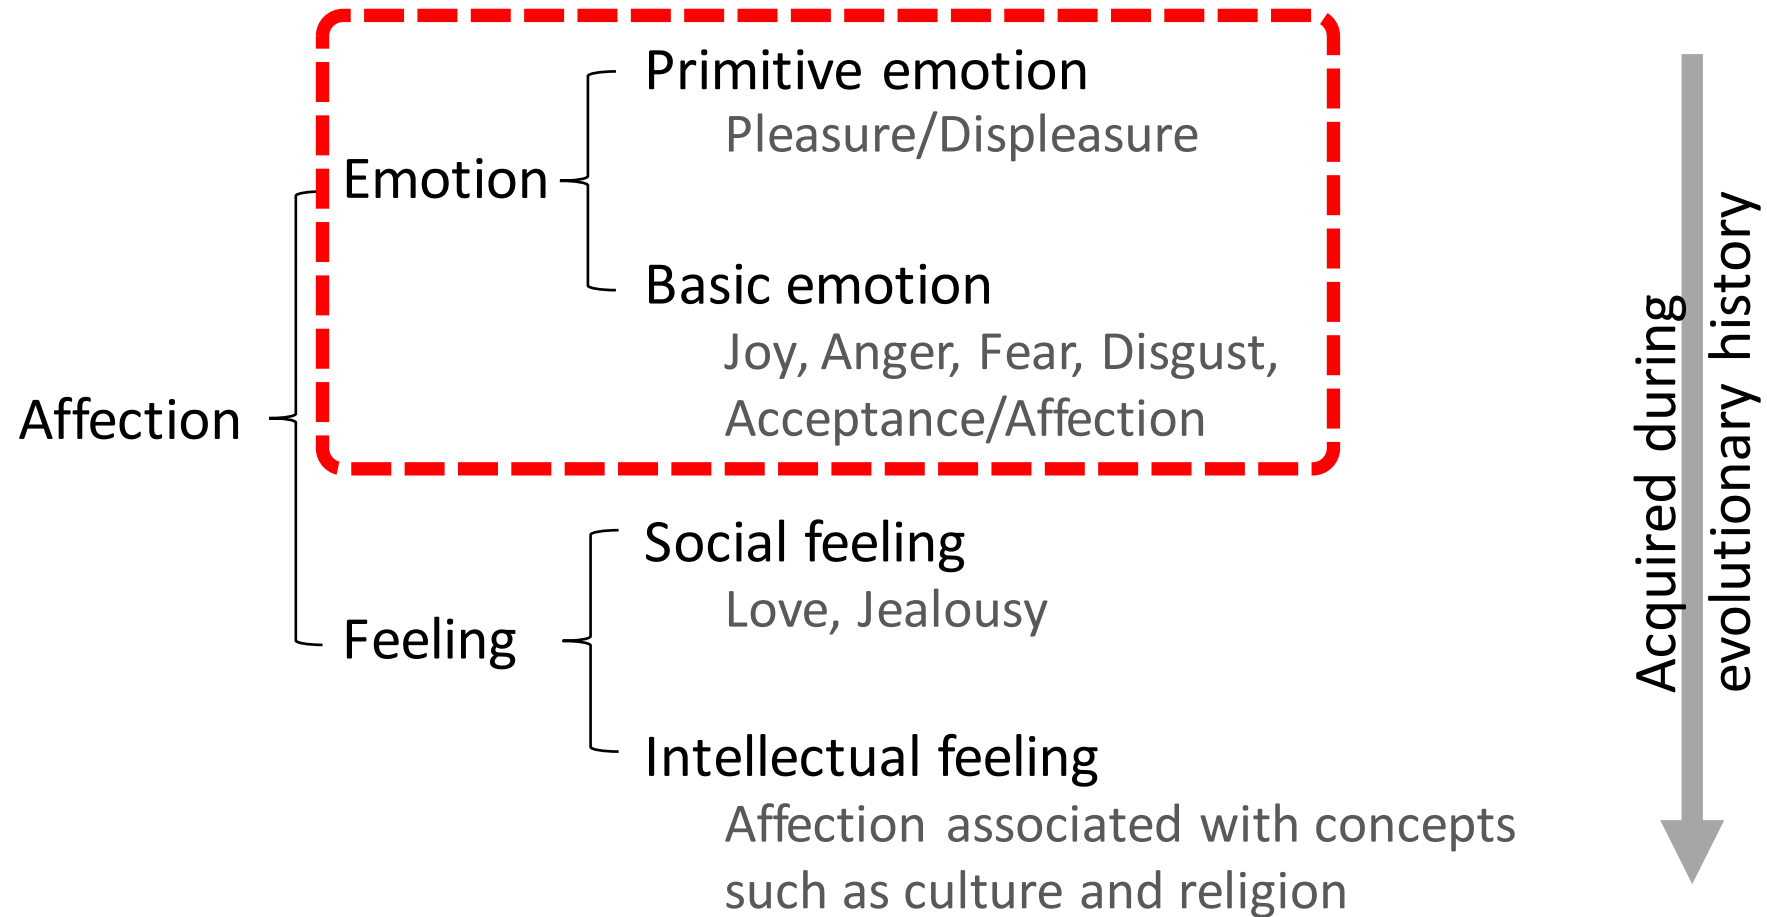 Primitive emotion
Pleasure/Displeasure
Emotion
Basic emotion
Joy, Anger, Fear, Disgust,
Acceptance/Affection
Affection
Social feeling
Love, Jealousy
Feeling
Intellectual feeling
Affection associated with concepts
such as culture and religion
Acquired during
evolutionary history